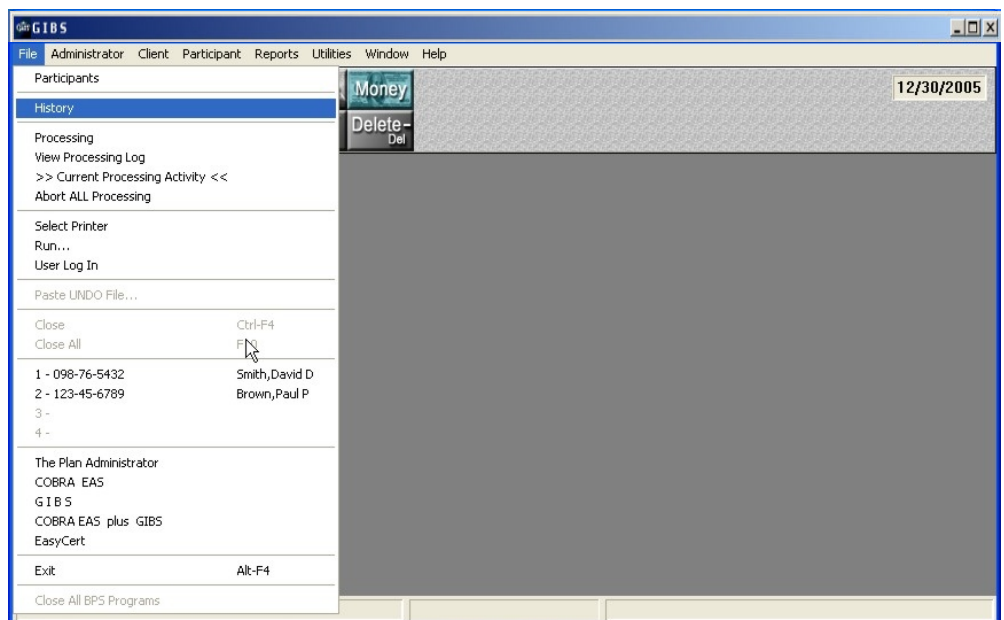 GIBS
File Administrator Client Participant Reports Utilities Window Help
Participants
Money
12/30/2005
History
Delete-
Del
Processing
View Processing Log
>> Current Processing Activity <<
Abort ALL Processing
Select Printer
Run...
User Log In
Paste UNDO File...
Close Ctrl-F4
Close All
1 - 098-76-5432 Smith,David D
2 - 123-45-6789 Brown,Paul P
3 -
4 -
The Plan Administrator
COBRA EAS
G I B S
COBRA EAS plus GIBS
EasyCert
Exit Alt-F4
Close All BPS Programs